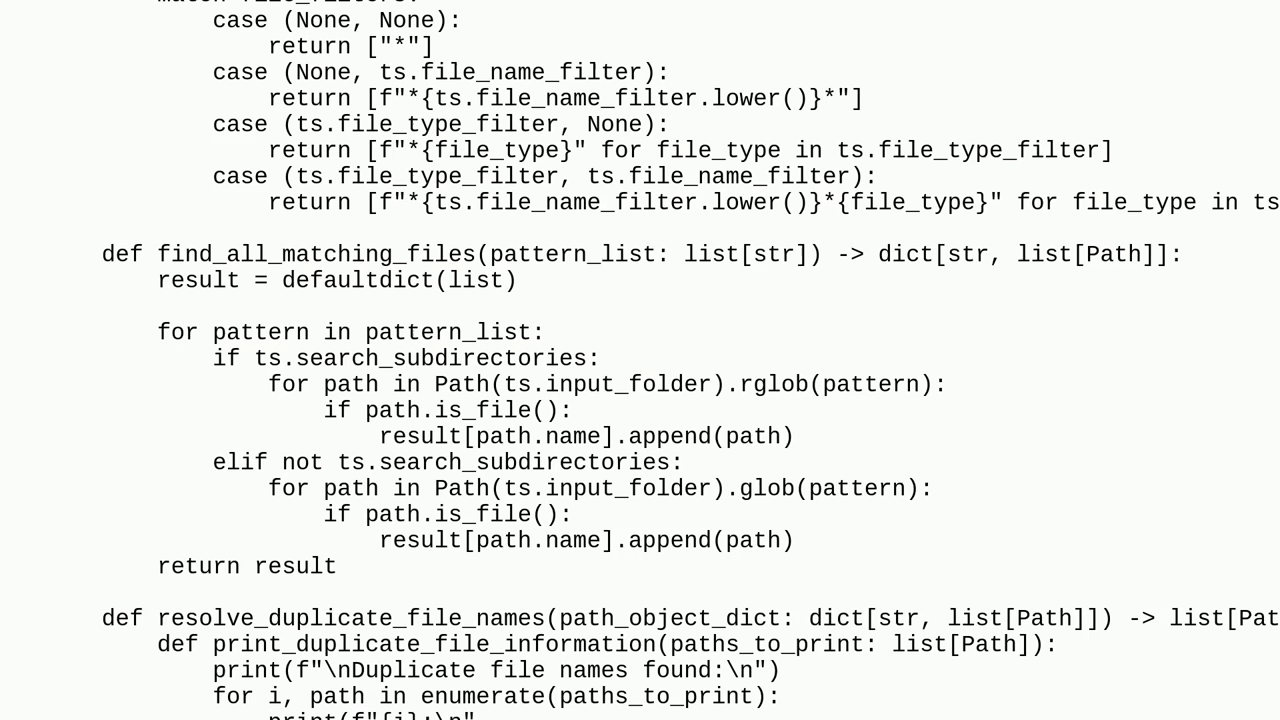 match file_filters:
case (None, None):
return ["*"]
case (None, ts.file_name_filter):
return [f"*{ts.file_name_filter.lower()}*"]
case (ts.file_type_filter, None):
return [f"*{file_type}" for file_type in ts.file_type_filter]
case (ts.file_type_filter, ts.file_name_filter):
return [f"*{ts.file_name_filter.lower()}*{file_type}" for file_type in ts
def find_all_matching_files(pattern_list: list[str]) -> dict[str, list[Path]]:
result = defaultdict(list)
for pattern in pattern_list:
if ts.search_subdirectories:
for path in Path(ts.input_folder).rglob(pattern):
if path.is_file():
result[path.name].append(path)
elif not ts.search_subdirectories:
for path in Path(ts.input_folder).glob(pattern):
if path.is_file():
result[path.name].append(path)
return result
def resolve_duplicate_file_names(path_object_dict: dict[str, list[Path]]) -> list[Pat
def print_duplicate_file_information(paths_to_print: list[Path]):
print(f"\nDuplicate file names found:\n")
for i, path in enumerate(paths_to_print):
print(f"{i}:\n"